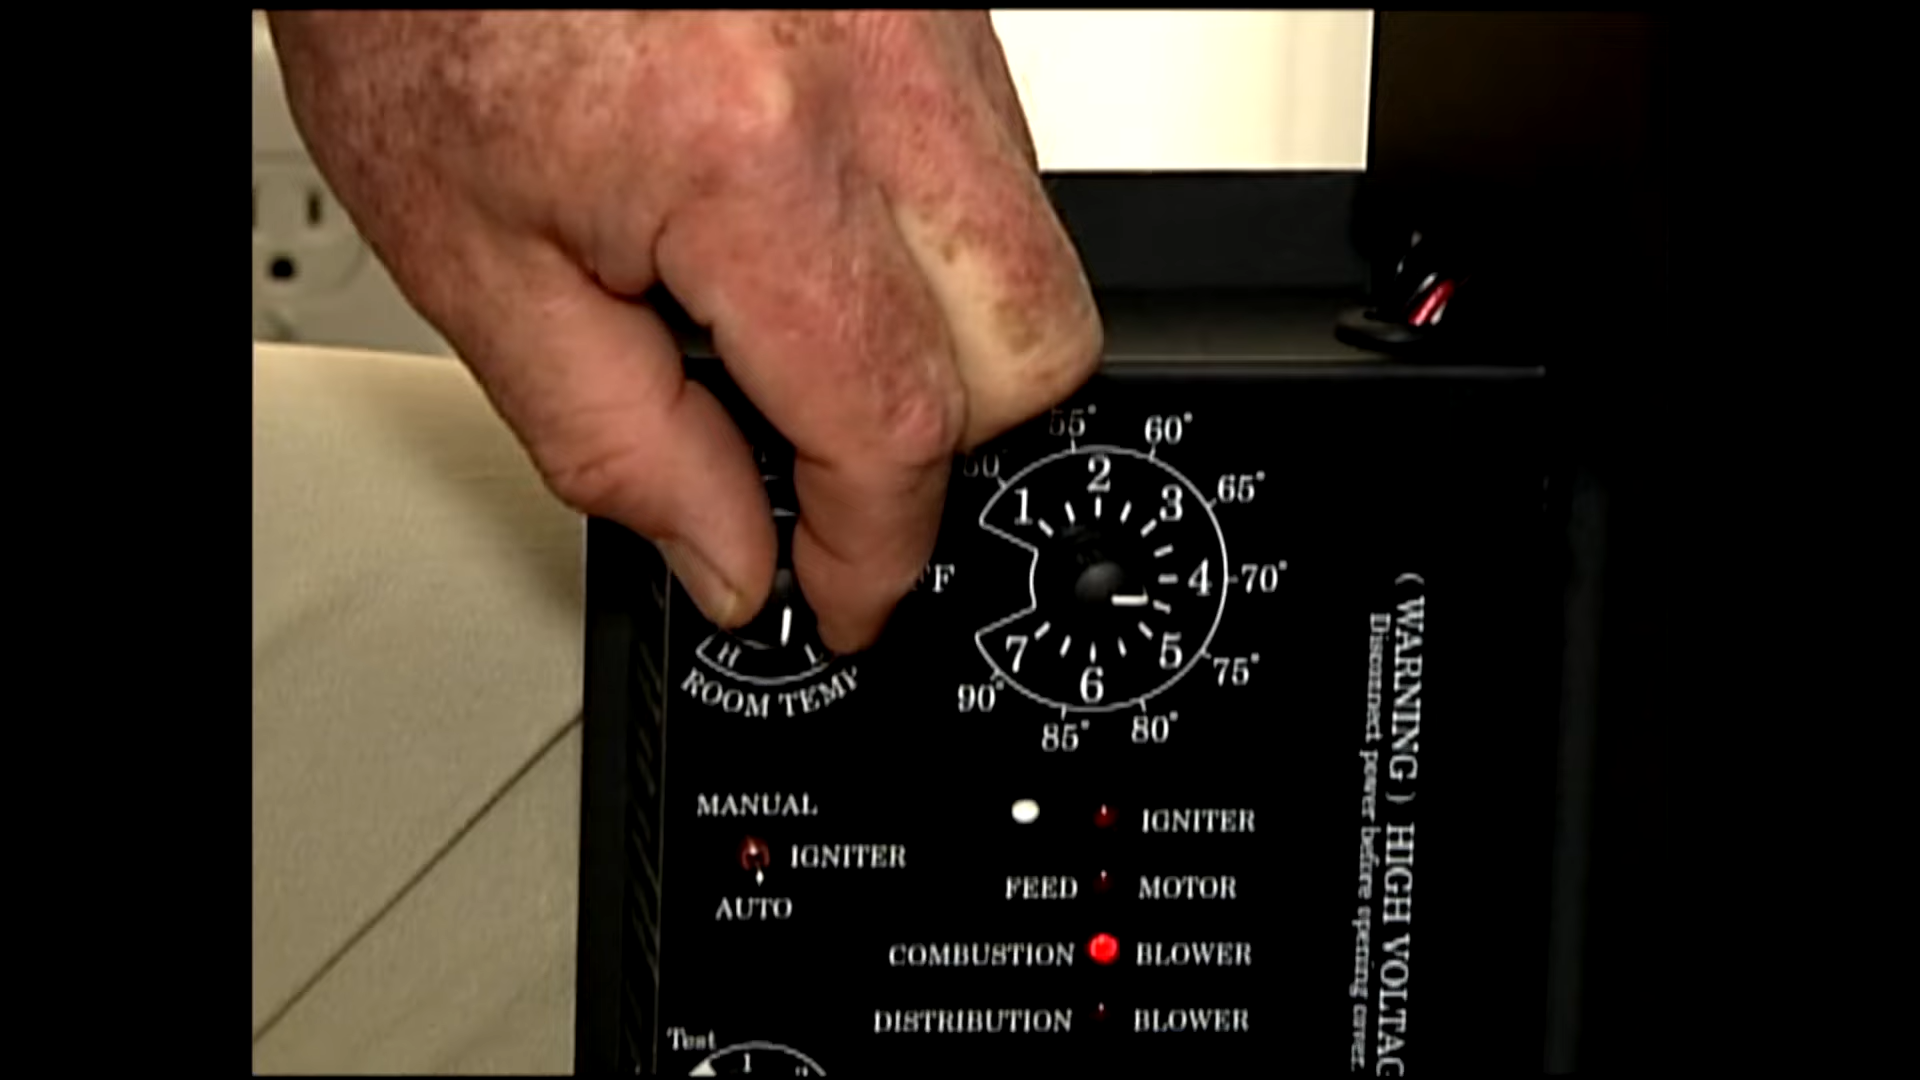 55°
60°
50°
65°
1 2 3 4 5 6 7
70°
75°
80°
85°
90°
H L
ROOM TEMP
MANUAL
IGNITER
AUTO
IGNITER
FEED MOTOR
COMBUSTION BLOWER
DISTRIBUTION BLOWER
Test
1
(WARNING) HIGH VOLTAG
Disconnect power before opening cover.